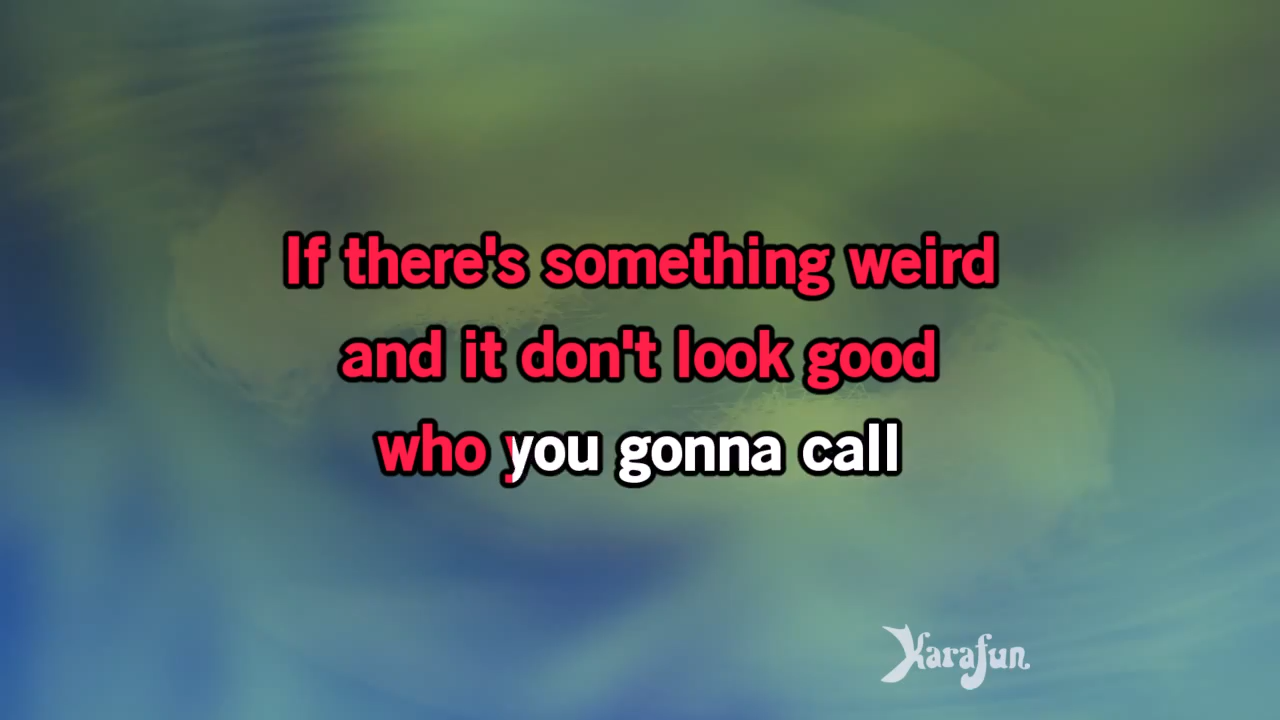 If there's something weird
and it don't look good
who you gonna call
Karafun